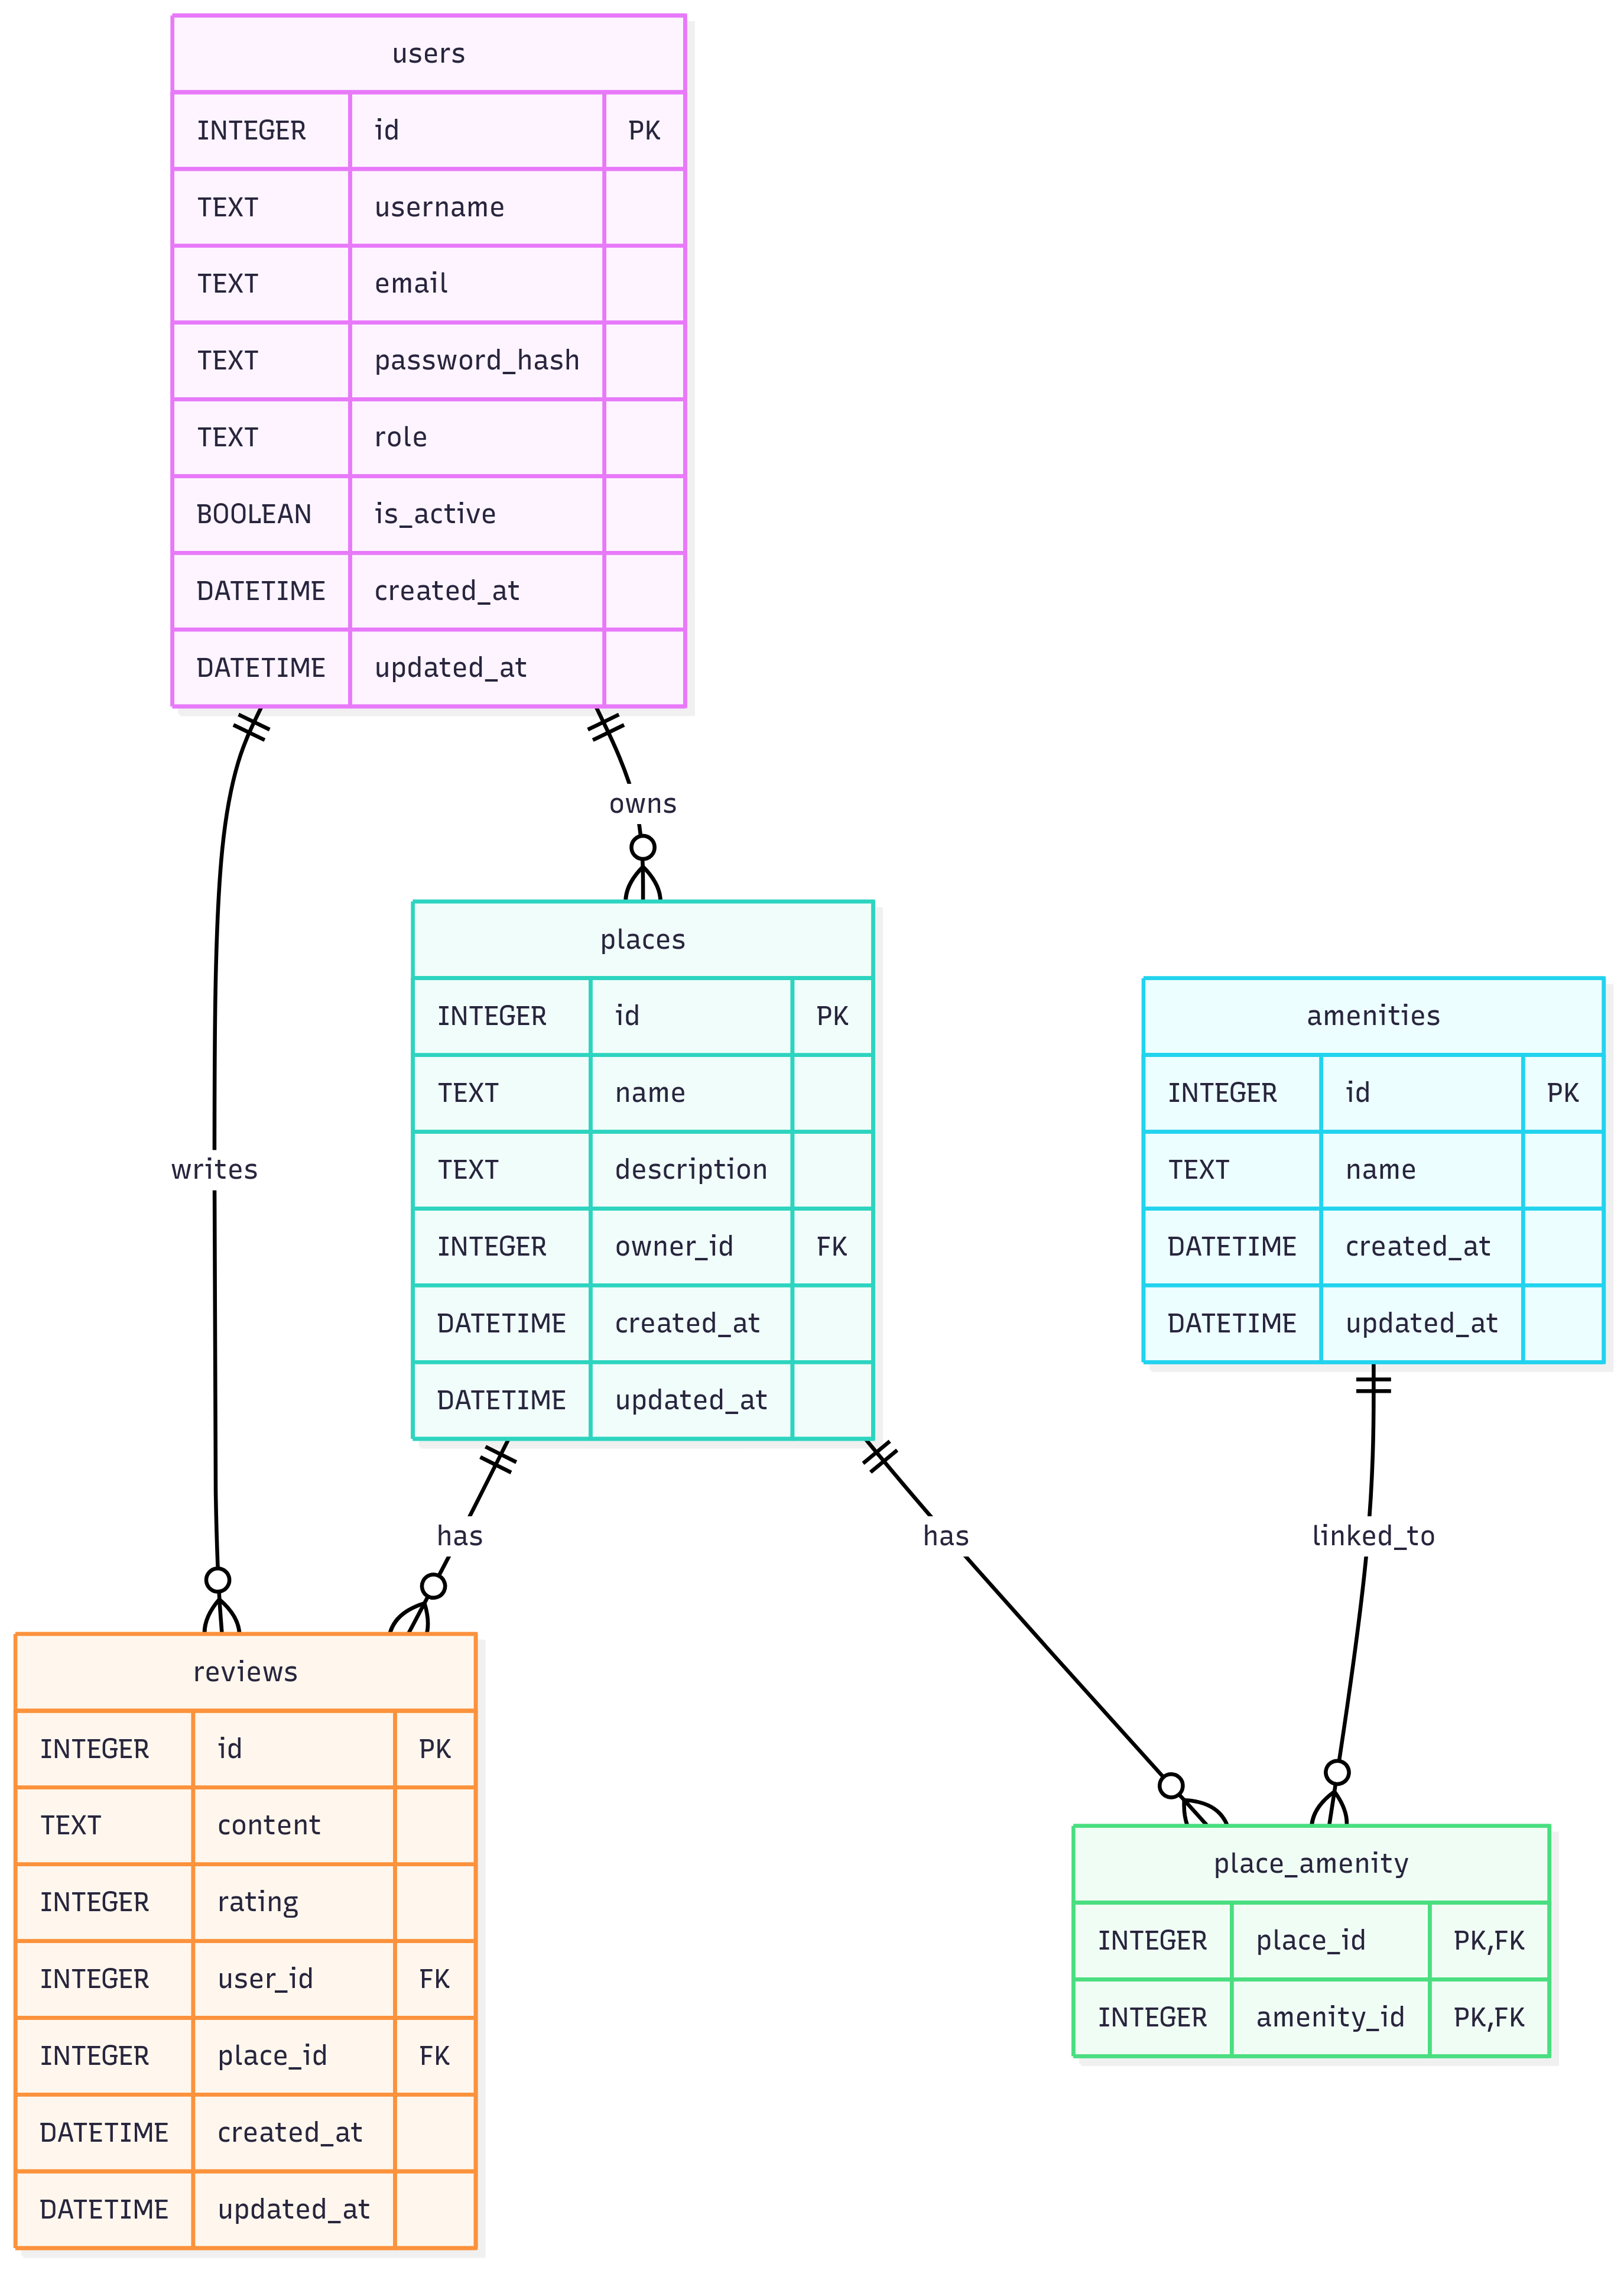 users
INTEGER id PK
TEXT username
TEXT email
TEXT password_hash
TEXT role
BOOLEAN is_active
DATETIME created_at
DATETIME updated_at
owns
places
INTEGER id PK
TEXT name
TEXT description
INTEGER owner_id FK
DATETIME created_at
DATETIME updated_at
amenities
INTEGER id PK
TEXT name
DATETIME created_at
DATETIME updated_at
writes
has
has
linked_to
reviews
INTEGER id PK
TEXT content
INTEGER rating
INTEGER user_id FK
INTEGER place_id FK
DATETIME created_at
DATETIME updated_at
place_amenity
INTEGER place_id PK,FK
INTEGER amenity_id PK,FK